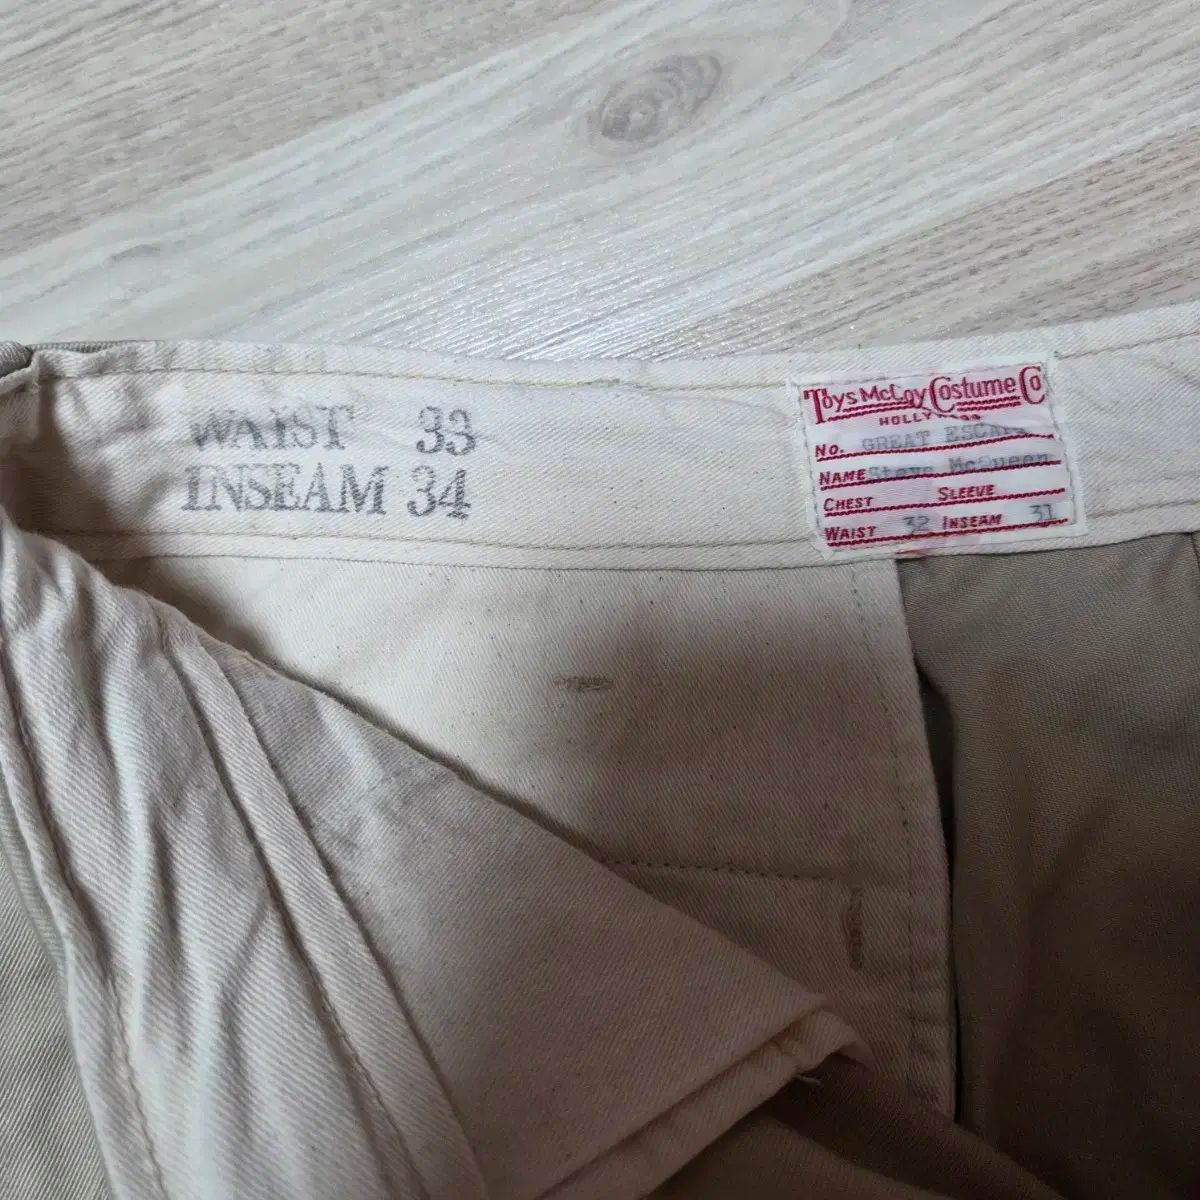 WAIST 33
INSEAM 34
Toys McCoy Costume Co
HOLLYWOOD
No. GREAT ESCAPE
NAME Steve McQueen
CHEST SLEEVE
WAIST 32 INSEAM 31